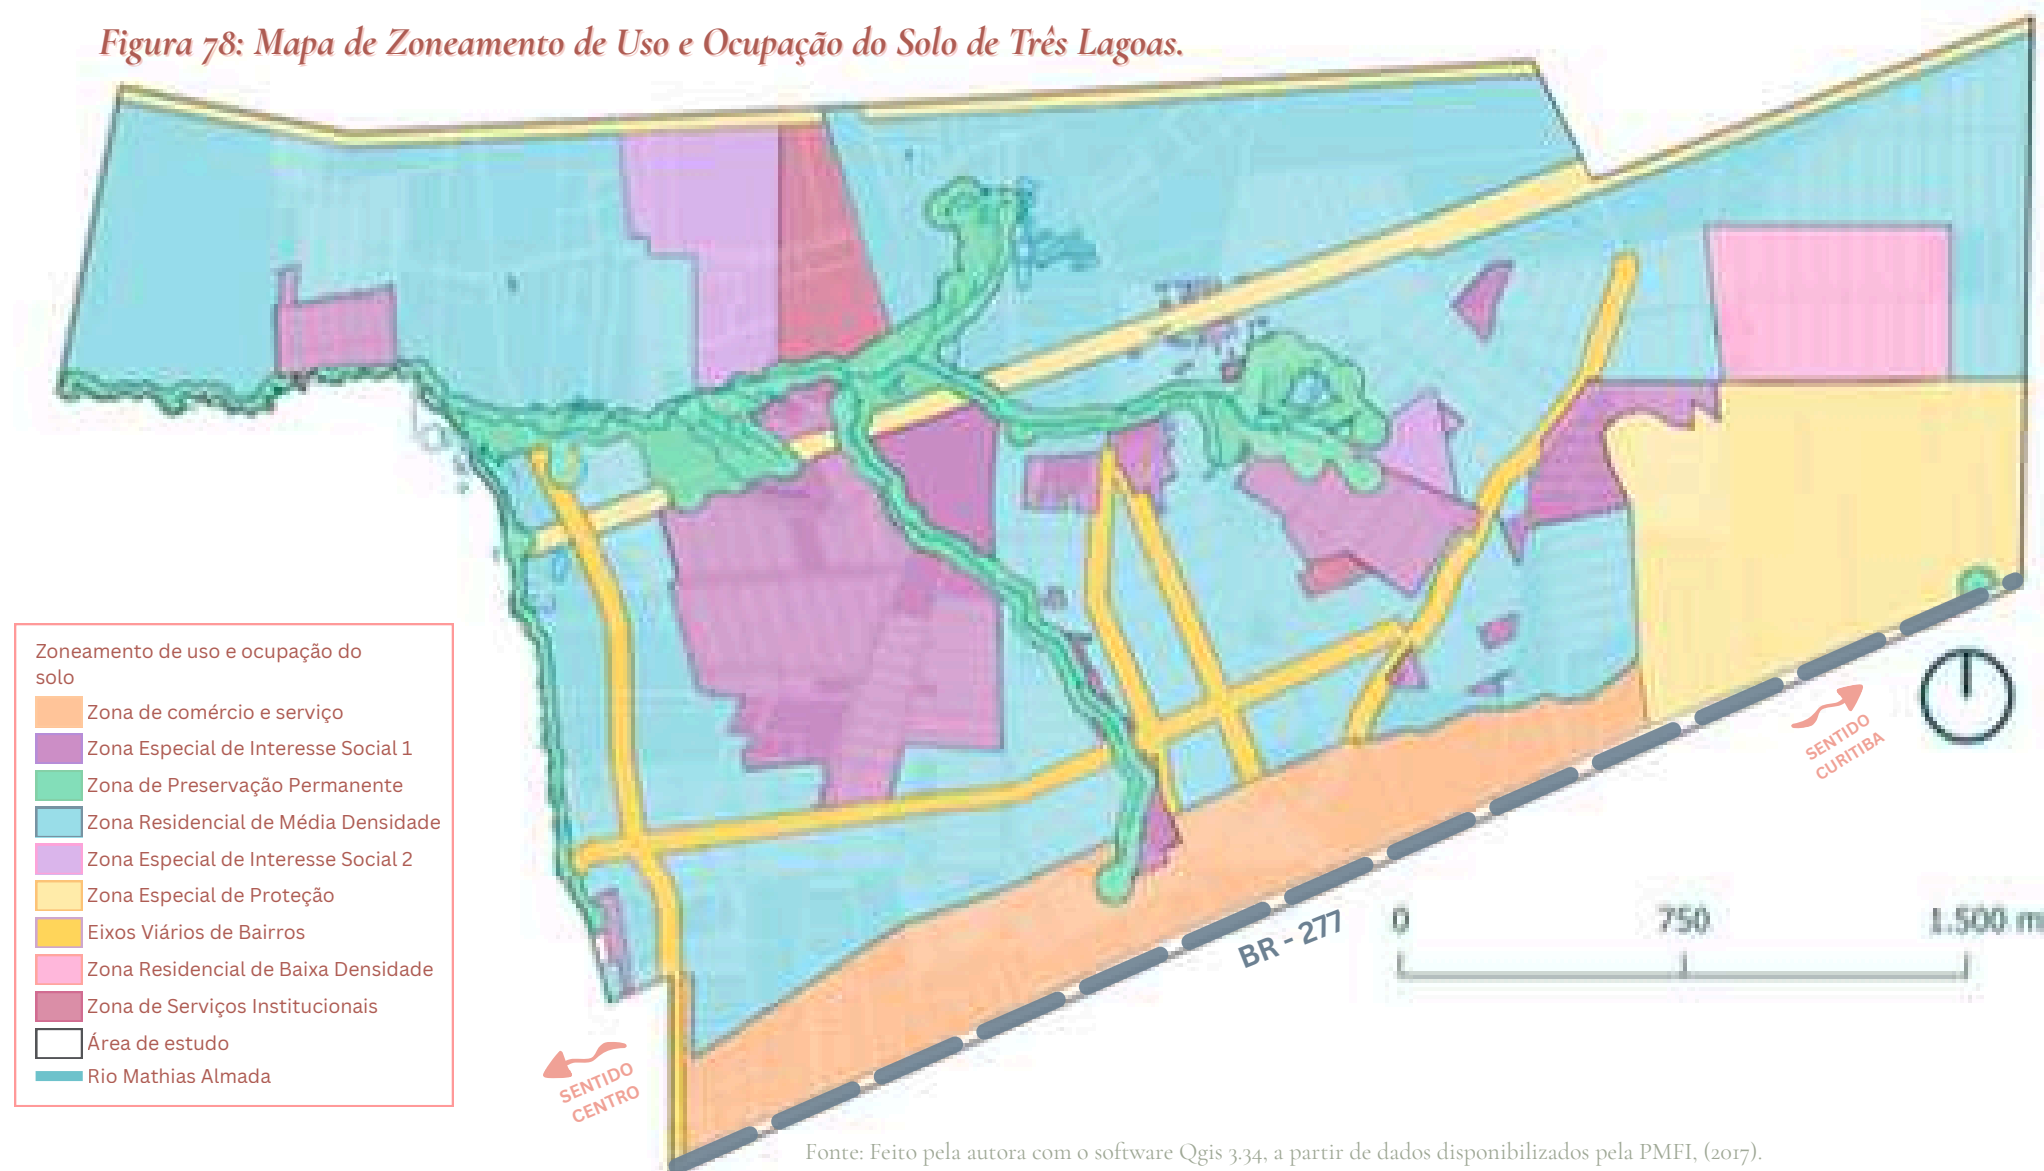 Figura 78: Mapa de Zoneamento de Uso e Ocupação do Solo de Três Lagoas.
Zoneamento de uso e ocupação do
solo
Zona de comércio e serviço
Zona Especial de Interesse Social 1
Zona de Preservação Permanente
Zona Residencial de Média Densidade
Zona Especial de Interesse Social 2
Zona Especial de Proteção
Eixos Viários de Bairros
Zona Residencial de Baixa Densidade
Zona de Serviços Institucionais
Área de estudo
Rio Mathias Almada
SENTIDO
CURITIBA
BR - 277
0 750 1.500 m
SENTIDO
CENTRO
Fonte: Feito pela autora com o software Qgis 3.34, a partir de dados disponibilizados pela PMFI, (2017).